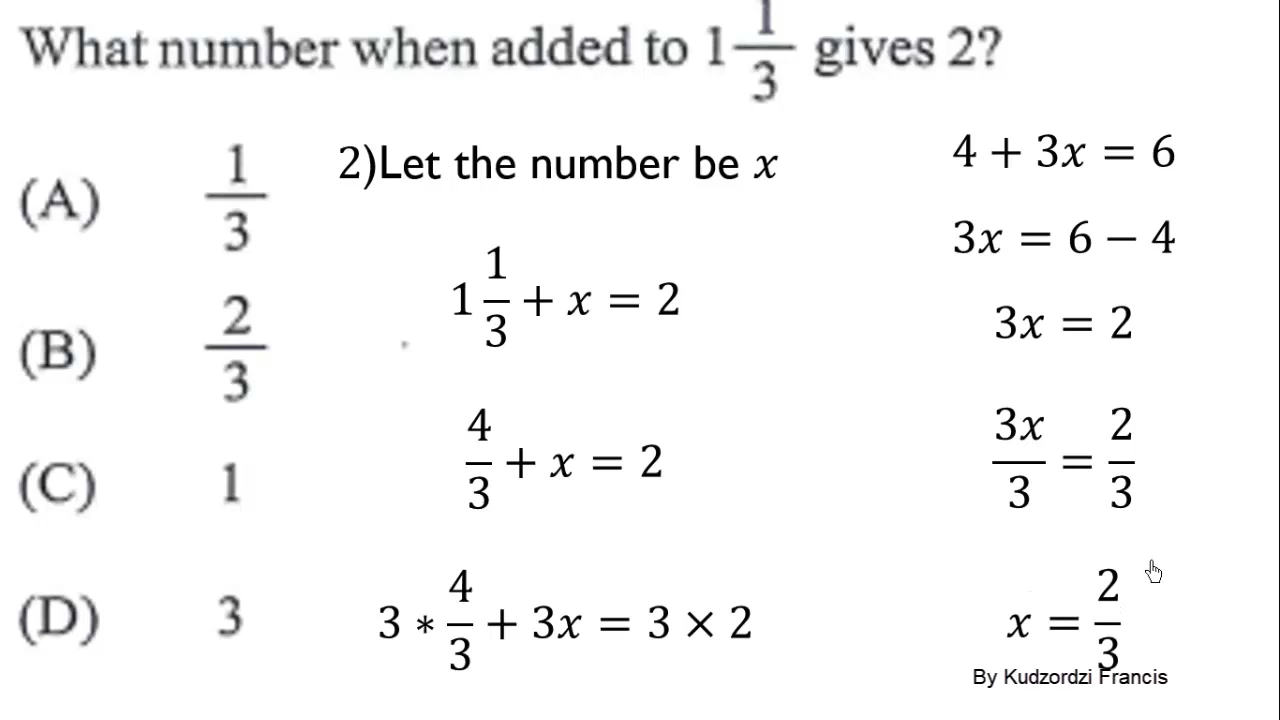 What number when added to 1 1/3 gives 2?
(A) 1/3
(B) 2/3
(C) 1
(D) 3
2)Let the number be x
1 1/3 + x = 2
4/3 + x = 2
3 * 4/3 + 3x = 3 × 2
4 + 3x = 6
3x = 6 − 4
3x = 2
3x/3 = 2/3
x = 2/3
By Kudzordzi Francis